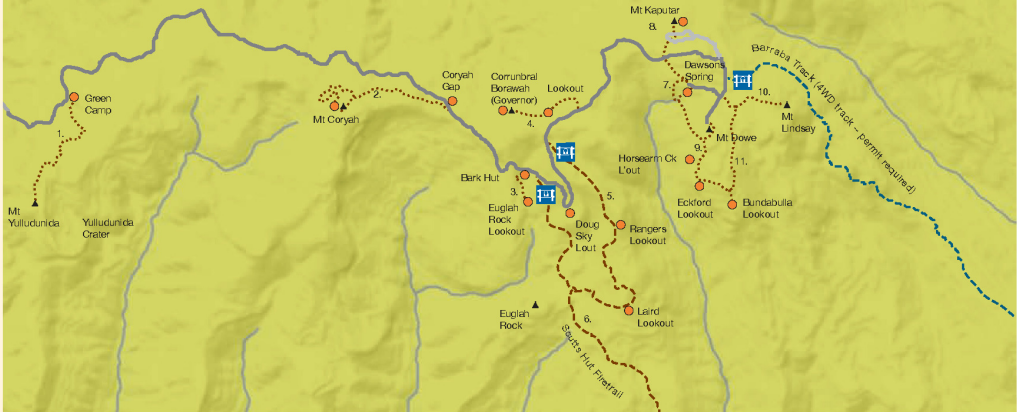 Mt Kaputar
8.
Barraba Track (4WD track – permit required)
Dawsons
Spring
7.
10.
Mt
Lindsay
Mt Dowe
9.
11.
Horsearm Ck
L'out
Eckford
Lookout
Bundabulla
Lookout
Green
Camp
1.
Mt
Yulludunida
Yulludunida
Crater
2.
Mt Coryah
Coryah
Gap
Corrunbral
Borawah
(Governor)
Lookout
4.
Bark Hut
3.
Euglah
Rock
Lookout
5.
Doug
Sky
Lout
Rangers
Lookout
Euglah
Rock
6.
Laird
Lookout
Scutts Hut Firetrail